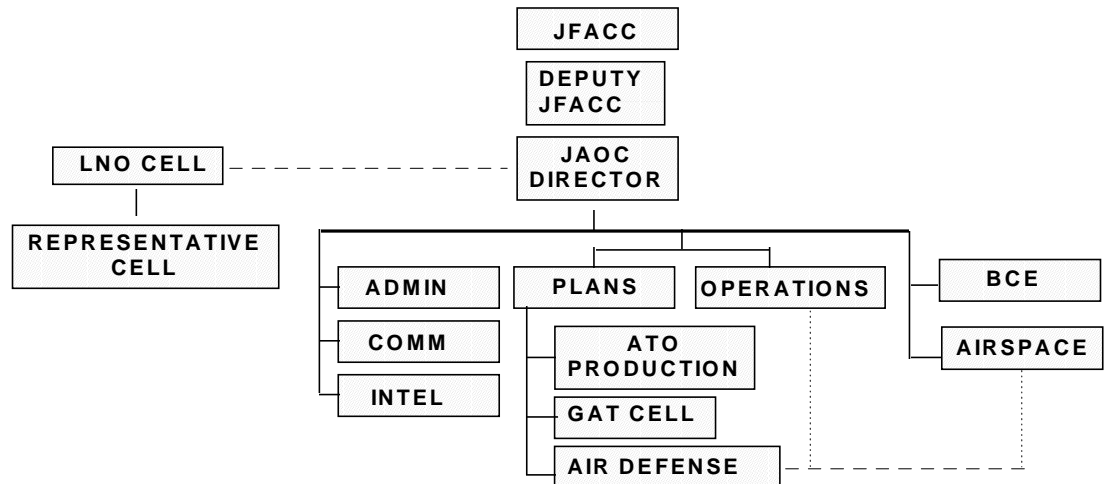 JFACC
DEPUTY
JFACC
JAOC
DIRECTOR
LNO CELL
REPRESENTATIVE
CELL
ADMIN
COMM
INTEL
PLANS
OPERATIONS
ATO
PRODUCTION
GAT CELL
AIR DEFENSE
BCE
AIRSPACE